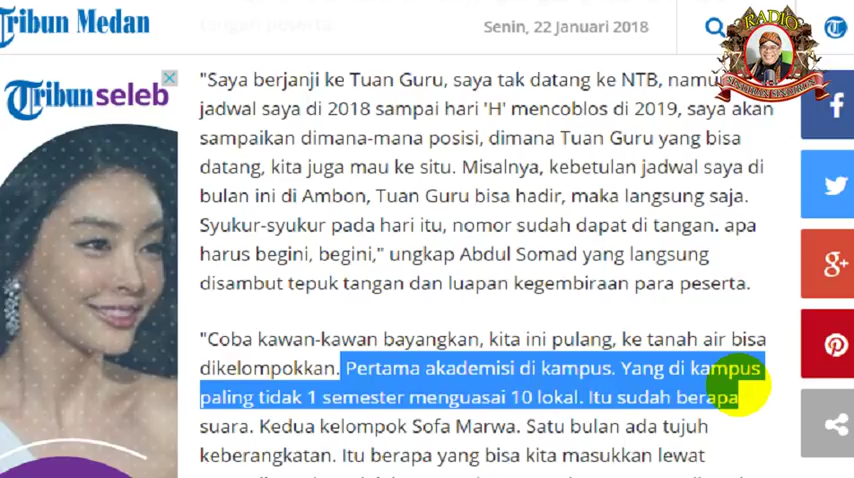 Tribun Medan
Senin, 22 Januari 2018
RADIO
Tribun seleb
"Saya berjanji ke Tuan Guru, saya tak datang ke NTB, namu
jadwal saya di 2018 sampai hari 'H' mencoblos di 2019, saya akan
sampaikan dimana-mana posisi, dimana Tuan Guru yang bisa
datang, kita juga mau ke situ. Misalnya, kebetulan jadwal saya di
bulan ini di Ambon, Tuan Guru bisa hadir, maka langsung saja.
Syukur-syukur pada hari itu, nomor sudah dapat di tangan. apa
harus begini, begini," ungkap Abdul Somad yang langsung
disambut tepuk tangan dan luapan kegembiraan para peserta.
"Coba kawan-kawan bayangkan, kita ini pulang, ke tanah air bisa
dikelompokkan. Pertama akademisi di kampus. Yang di kampus
paling tidak 1 semester menguasai 10 lokal. Itu sudah berapa
suara. Kedua kelompok Sofa Marwa. Satu bulan ada tujuh
keberangkatan. Itu berapa yang bisa kita masukkan lewat